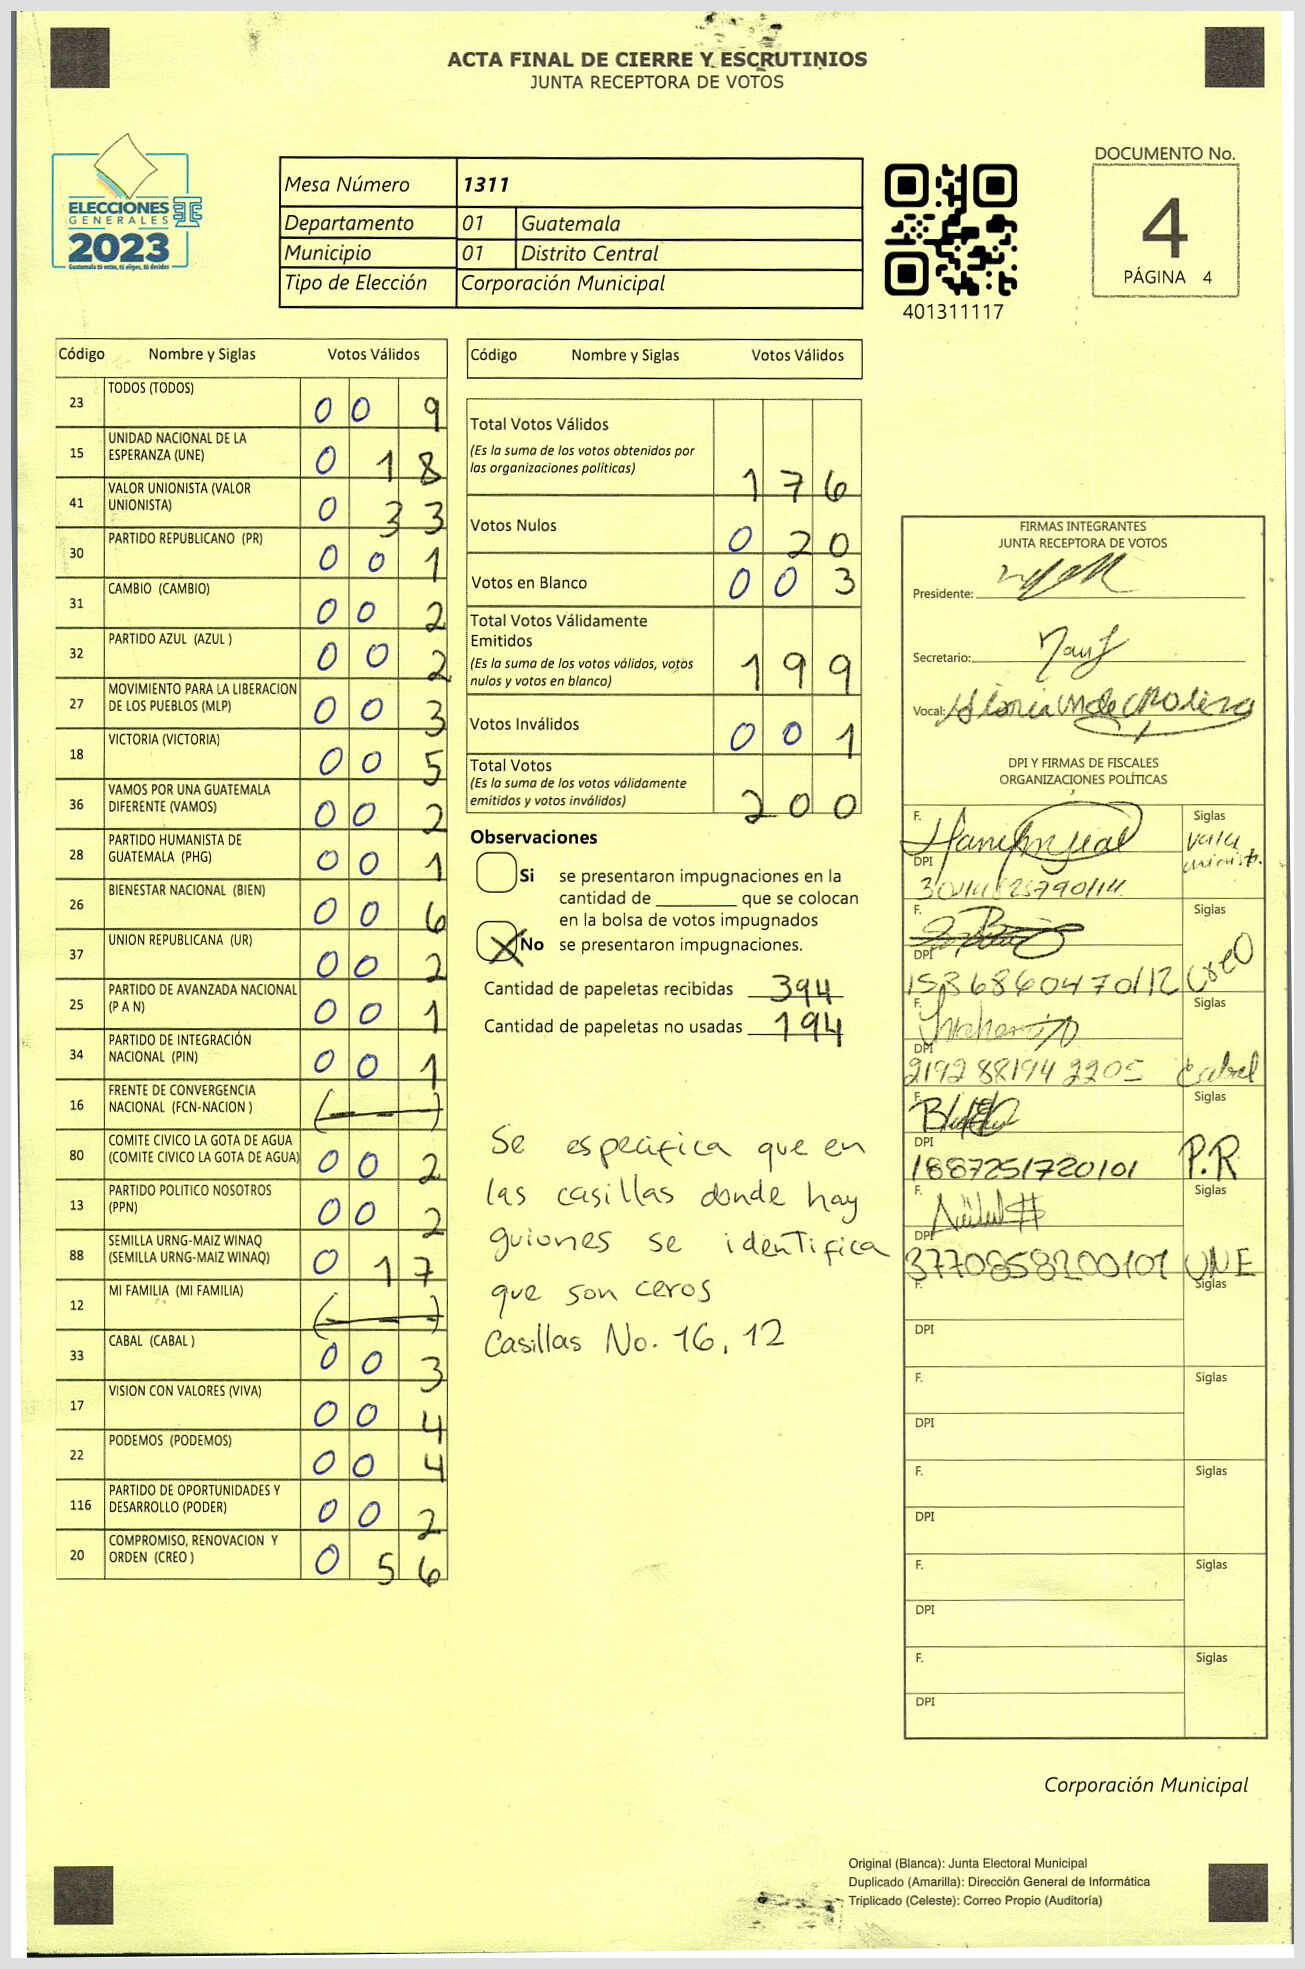 ACTA FINAL DE CIERRE Y ESCRUTINIOS
JUNTA RECEPTORA DE VOTOS
ELECCIONES
GENERALES
2023
Guatemala tú votas, tú eliges, tú decides
Mesa Número 1311
Departamento 01 Guatemala
Municipio 01 Distrito Central
Tipo de Elección Corporación Municipal
401311117
DOCUMENTO No.
4
PÁGINA 4
Código Nombre y Siglas Votos Válidos
23 TODOS (TODOS) 0 0 9
15 UNIDAD NACIONAL DE LA
ESPERANZA (UNE) 0 1 8
41 VALOR UNIONISTA (VALOR
UNIONISTA) 0 3 3
30 PARTIDO REPUBLICANO (PR) 0 0 1
31 CAMBIO (CAMBIO) 0 0 2
32 PARTIDO AZUL (AZUL ) 0 0 2
27 MOVIMIENTO PARA LA LIBERACION
DE LOS PUEBLOS (MLP) 0 0 3
18 VICTORIA (VICTORIA) 0 0 5
36 VAMOS POR UNA GUATEMALA
DIFERENTE (VAMOS) 0 0 2
28 PARTIDO HUMANISTA DE
GUATEMALA (PHG) 0 0 1
26 BIENESTAR NACIONAL (BIEN) 0 0 6
37 UNION REPUBLICANA (UR) 0 0 2
25 PARTIDO DE AVANZADA NACIONAL
(P A N) 0 0 1
34 PARTIDO DE INTEGRACIÓN
NACIONAL (PIN) 0 0 1
16 FRENTE DE CONVERGENCIA
NACIONAL (FCN-NACION ) (———)
80 COMITE CIVICO LA GOTA DE AGUA
(COMITE CIVICO LA GOTA DE AGUA) 0 0 2
13 PARTIDO POLITICO NOSOTROS
(PPN) 0 0 2
88 SEMILLA URNG-MAIZ WINAQ
(SEMILLA URNG-MAIZ WINAQ) 0 1 7
12 MI FAMILIA (MI FAMILIA) (———)
33 CABAL (CABAL ) 0 0 3
17 VISION CON VALORES (VIVA) 0 0 4
22 PODEMOS (PODEMOS) 0 0 4
116 PARTIDO DE OPORTUNIDADES Y
DESARROLLO (PODER) 0 0 2
20 COMPROMISO, RENOVACION Y
ORDEN (CREO ) 0 5 6
Código Nombre y Siglas Votos Válidos
Total Votos Válidos
(Es la suma de los votos obtenidos por
las organizaciones políticas) 1 7 6
Votos Nulos 0 2 0
Votos en Blanco 0 0 3
Total Votos Válidamente
Emitidos
(Es la suma de los votos válidos, votos
nulos y votos en blanco) 1 9 9
Votos Inválidos 0 0 1
Total Votos
(Es la suma de los votos válidamente
emitidos y votos inválidos) 2 0 0
Observaciones
Si se presentaron impugnaciones en la
cantidad de ________ que se colocan
en la bolsa de votos impugnados
X No se presentaron impugnaciones.
Cantidad de papeletas recibidas 394
Cantidad de papeletas no usadas 194
Se especifica que en
las casillas donde hay
guiones se identifica
que son ceros
Casillas No. 16, 12
FIRMAS INTEGRANTES
JUNTA RECEPTORA DE VOTOS
Presidente:
Secretario:
Vocal:
DPI Y FIRMAS DE FISCALES
ORGANIZACIONES POLÍTICAS
F. Siglas
Valor
DPI
F. Siglas
DPI
1586860470112 CREO
F. Siglas
DPI
2192 88194 2205 Cabal
F. Siglas
DPI
1887251720101 P.R
F. Siglas
DPI
3770858200101 UNE
F. Siglas
DPI
F. Siglas
DPI
F. Siglas
DPI
F. Siglas
DPI
F. Siglas
DPI
Corporación Municipal
Original (Blanca): Junta Electoral Municipal
Duplicado (Amarilla): Dirección General de Informática
Triplicado (Celeste): Correo Propio (Auditoría)